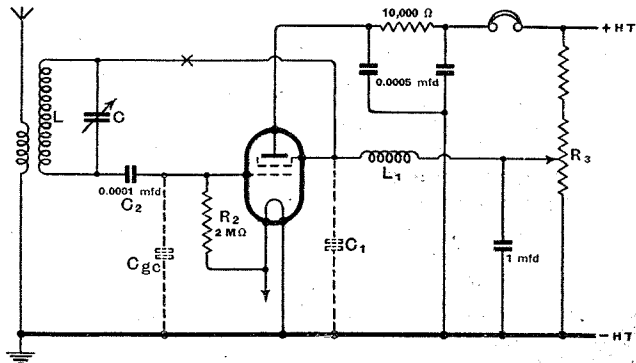 10,000 Ω
+ HT
0.0005 mfd
L
C
0.0001 mfd
C2
R2
2 MΩ
L1
R3
Cgc
C1
1 mfd
- HT